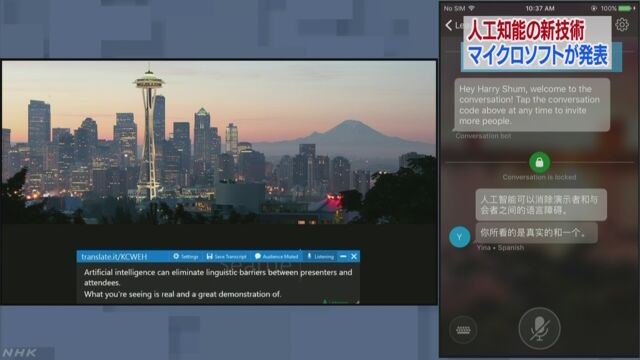 人工知能の新技術
マイクロソフトが発表
translate.it/KCWEH
Settings
Save Transcript
Audience Muted
Listening
Artificial intelligence can eliminate linguistic barriers between presenters and
attendees.
What you're seeing is real and a great demonstration of.
No SIM
10:37 AM
100%
Hey Harry Shum, welcome to the
conversation! Tap the conversation
code above at any time to invite
more people.
Conversation bot
Conversation is locked
人工智能可以消除演示者和与
会者之间的语言障碍。
你所看的是真实的和一个。
Y
Yina • Spanish
NHK